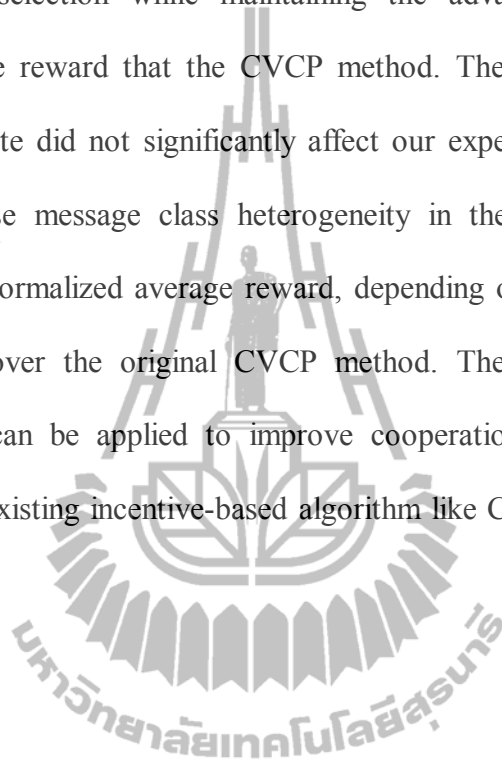 selection while maintaining the adva
e reward that the CVCP method. The
te did not significantly affect our expe
se message class heterogeneity in the
ormalized average reward, depending o
over the original CVCP method. The
can be applied to improve cooperatio
xisting incentive-based algorithm like C
มหาวิทยาลัยเทคโนโลยีสุรนารี